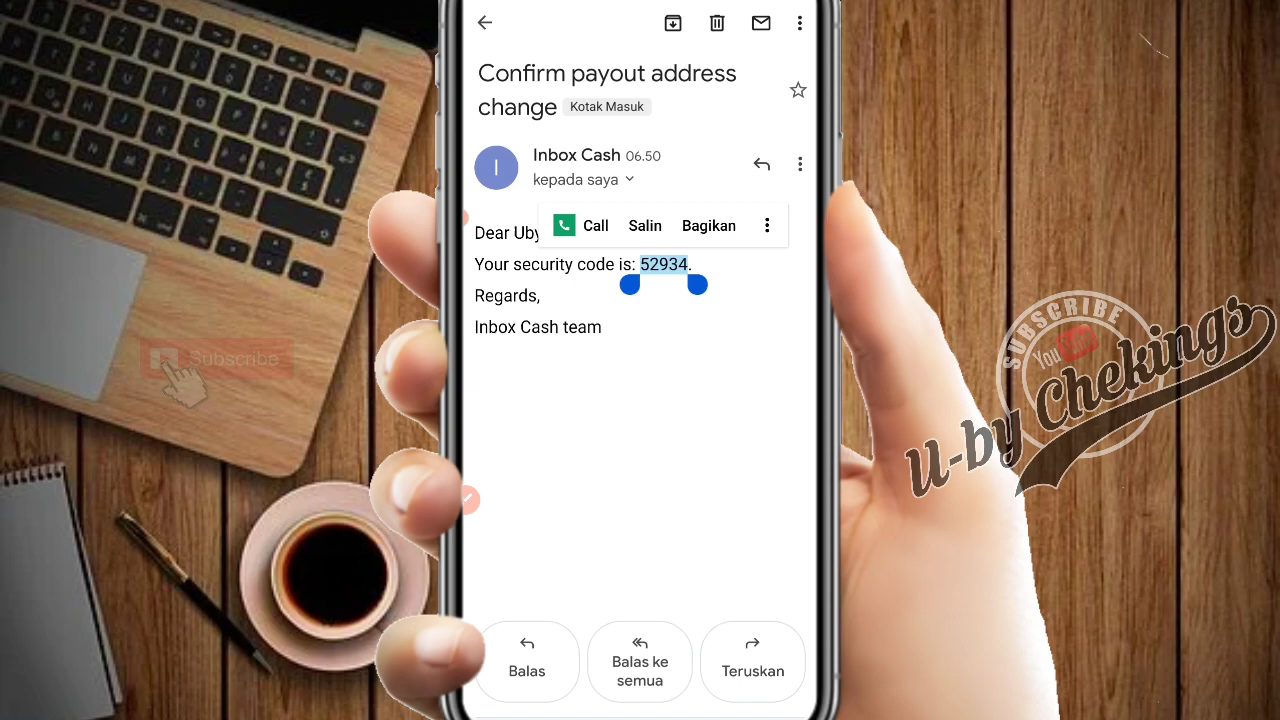 Confirm payout address
change Kotak Masuk
I
Inbox Cash 06.50
kepada saya
Call Salin Bagikan
Dear Uby
Your security code is: 52934.
Regards,
Inbox Cash team
Balas
Balas ke
semua
Teruskan
Subscribe
SUBSCRIBE
You
U-by Chekings